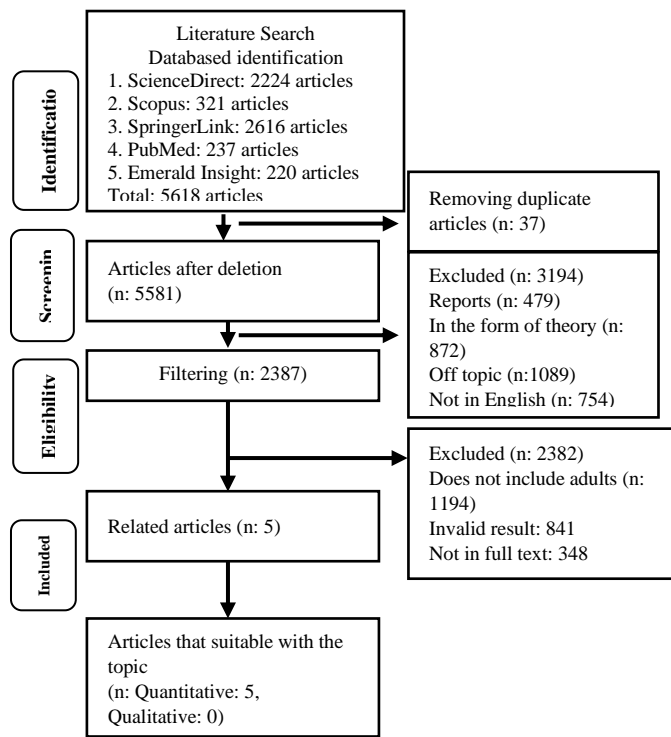 Literature Search
Databased identification
1. ScienceDirect: 2224 articles
2. Scopus: 321 articles
3. SpringerLink: 2616 articles
4. PubMed: 237 articles
5. Emerald Insight: 220 articles
Total: 5618 articles
Identificatio
Removing duplicate
articles (n: 37)
Screenin
Articles after deletion
(n: 5581)
Excluded (n: 3194)
Reports (n: 479)
In the form of theory (n:
872)
Off topic (n:1089)
Not in English (n: 754)
Eligibility
Filtering (n: 2387)
Excluded (n: 2382)
Does not include adults (n:
1194)
Invalid result: 841
Not in full text: 348
Included
Related articles (n: 5)
Articles that suitable with the
topic
(n: Quantitative: 5,
Qualitative: 0)